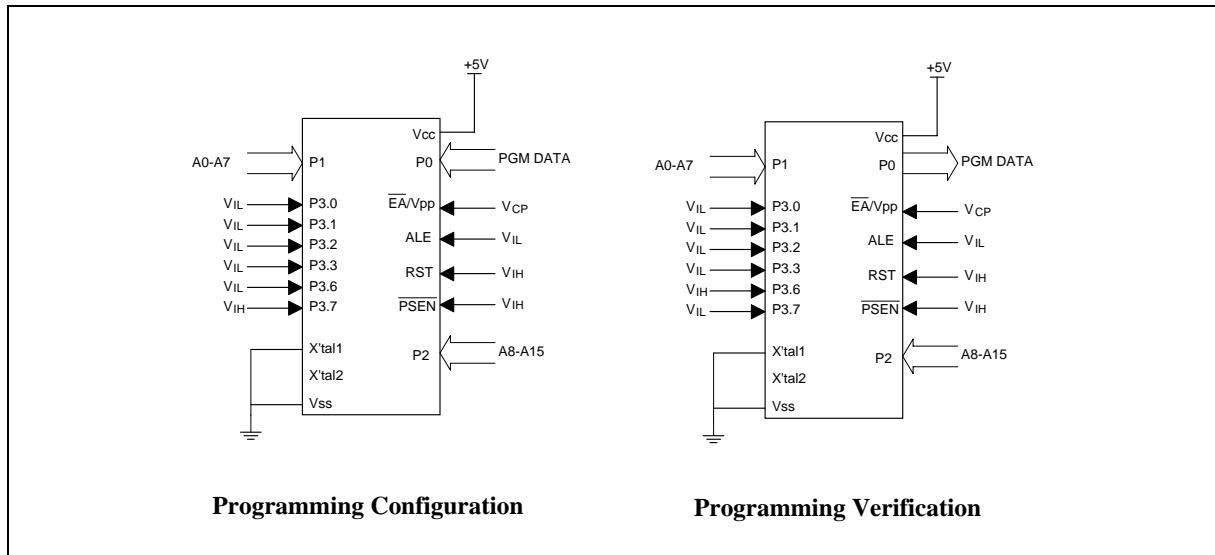 +5V
Vcc
A0-A7
P1
P0
PGM DATA
VIL
P3.0
EA/Vpp
VCP
VIL
P3.1
VIL
P3.2
ALE
VIL
VIL
P3.3
RST
VIH
VIL
P3.6
VIH
P3.7
PSEN
VIH
X'tal1
P2
A8-A15
X'tal2
Vss
Programming Configuration
+5V
Vcc
A0-A7
P1
P0
PGM DATA
VIL
P3.0
EA/Vpp
VCP
VIL
P3.1
VIL
P3.2
ALE
VIL
VIL
P3.3
RST
VIH
VIH
P3.6
VIL
P3.7
PSEN
VIH
X'tal1
P2
A8-A15
X'tal2
Vss
Programming Verification